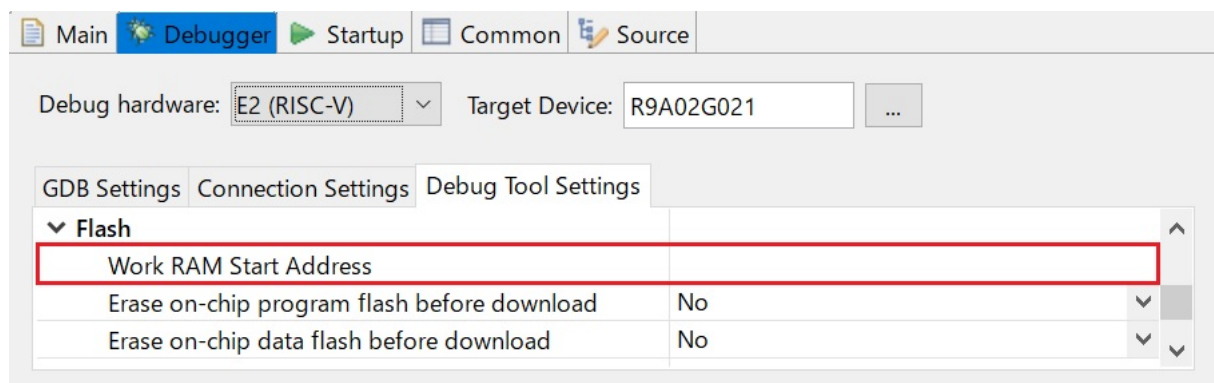 Main Debugger Startup Common Source
Debug hardware: E2 (RISC-V) Target Device: R9A02G021 ...
GDB Settings Connection Settings Debug Tool Settings
Flash
Work RAM Start Address
Erase on-chip program flash before download No
Erase on-chip data flash before download No